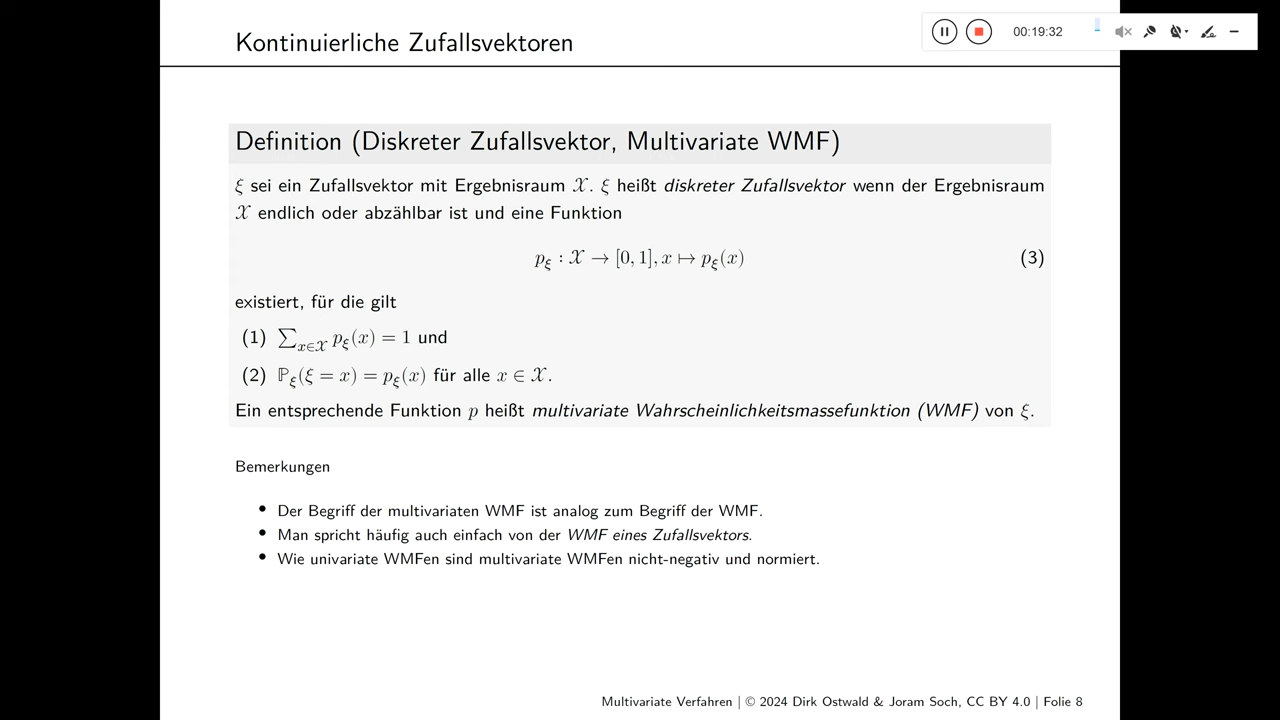 Kontinuierliche Zufallsvektoren
00:19:32
Definition (Diskreter Zufallsvektor, Multivariate WMF)
ξ sei ein Zufallsvektor mit Ergebnisraum 𝒳. ξ heißt diskreter Zufallsvektor wenn der Ergebnisraum
𝒳 endlich oder abzählbar ist und eine Funktion
p_ξ : 𝒳 → [0, 1], x ↦ p_ξ(x) (3)
existiert, für die gilt
(1) ∑_{x∈𝒳} p_ξ(x) = 1 und
(2) ℙ_ξ(ξ = x) = p_ξ(x) für alle x ∈ 𝒳.
Ein entsprechende Funktion p heißt multivariate Wahrscheinlichkeitsmassefunktion (WMF) von ξ.
Bemerkungen
• Der Begriff der multivariaten WMF ist analog zum Begriff der WMF.
• Man spricht häufig auch einfach von der WMF eines Zufallsvektors.
• Wie univariate WMFen sind multivariate WMFen nicht-negativ und normiert.
Multivariate Verfahren | © 2024 Dirk Ostwald & Joram Soch, CC BY 4.0 | Folie 8